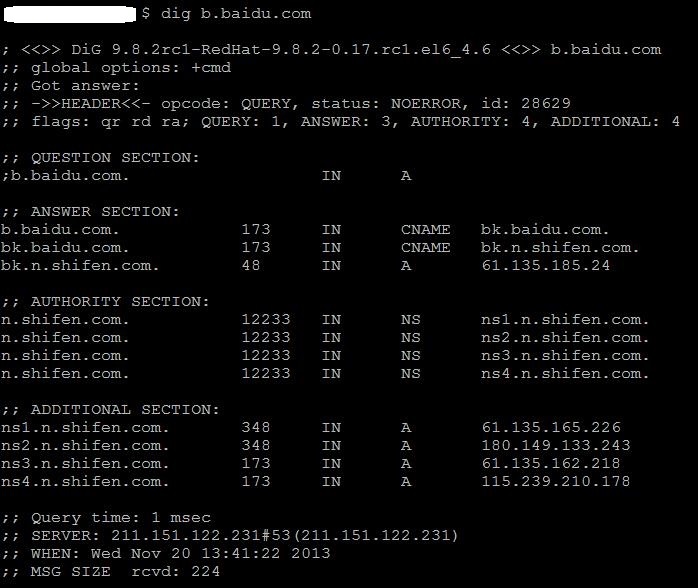 $ dig b.baidu.com
; <<>> DiG 9.8.2rc1-RedHat-9.8.2-0.17.rc1.el6_4.6 <<>> b.baidu.com
;; global options: +cmd
;; Got answer:
;; ->>HEADER<<- opcode: QUERY, status: NOERROR, id: 28629
;; flags: qr rd ra; QUERY: 1, ANSWER: 3, AUTHORITY: 4, ADDITIONAL: 4
;; QUESTION SECTION:
;b.baidu.com. IN A
;; ANSWER SECTION:
b.baidu.com. 173 IN CNAME bk.baidu.com.
bk.baidu.com. 173 IN CNAME bk.n.shifen.com.
bk.n.shifen.com. 48 IN A 61.135.185.24
;; AUTHORITY SECTION:
n.shifen.com. 12233 IN NS ns1.n.shifen.com.
n.shifen.com. 12233 IN NS ns2.n.shifen.com.
n.shifen.com. 12233 IN NS ns3.n.shifen.com.
n.shifen.com. 12233 IN NS ns4.n.shifen.com.
;; ADDITIONAL SECTION:
ns1.n.shifen.com. 348 IN A 61.135.165.226
ns2.n.shifen.com. 348 IN A 180.149.133.243
ns3.n.shifen.com. 173 IN A 61.135.162.218
ns4.n.shifen.com. 173 IN A 115.239.210.178
;; Query time: 1 msec
;; SERVER: 211.151.122.231#53(211.151.122.231)
;; WHEN: Wed Nov 20 13:41:22 2013
;; MSG SIZE rcvd: 224